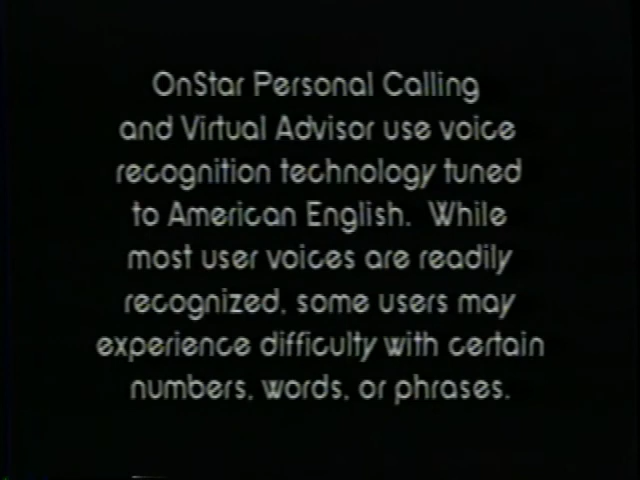 OnStar Personal Calling
and Virtual Advisor use voice
recognition technology tuned
to American English.  While
most user voices are readily
recognized, some users may
experience difficulty with certain
numbers, words, or phrases.